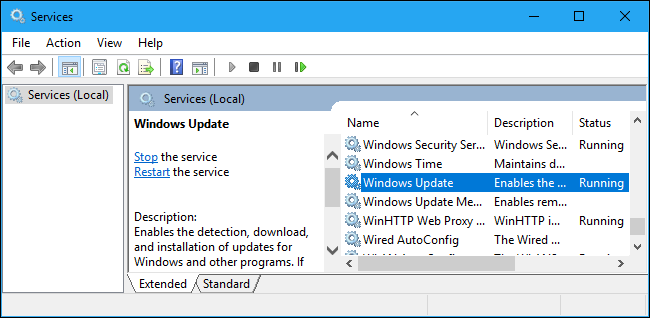 Services
File Action View Help
Services (Local)
Services (Local)
Windows Update
Stop the service
Restart the service
Description:
Enables the detection, download,
and installation of updates for
Windows and other programs. If
Name Description Status
Windows Security Ser... Windows Se... Running
Windows Time Maintains d...
Windows Update Enables the ... Running
Windows Update Me... Enables rem...
WinHTTP Web Proxy ... WinHTTP i... Running
Wired AutoConfig The Wired ...
Extended Standard